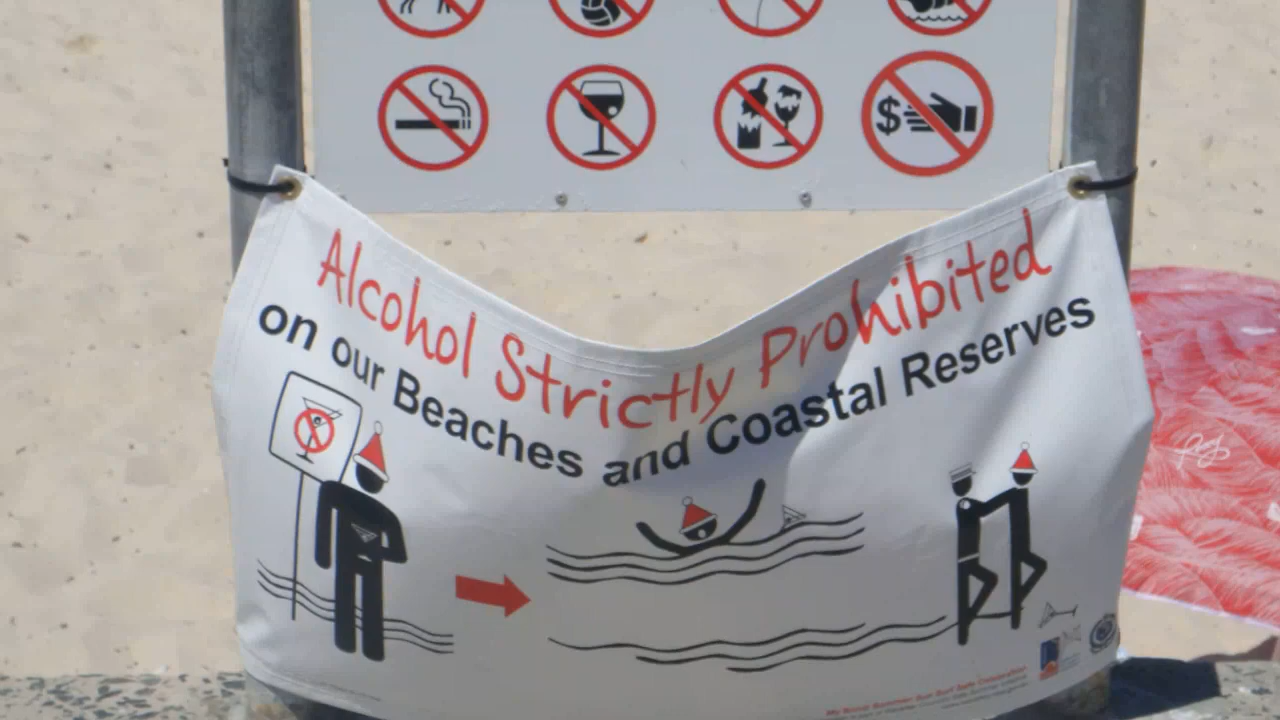 $
Alcohol Strictly Prohibited
on our Beaches and Coastal Reserves